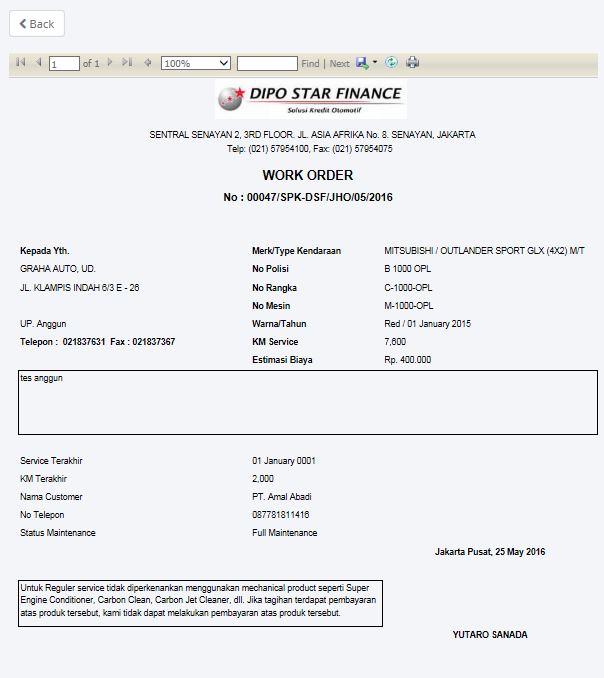 Back
1 of 1 100% Find | Next
DIPO STAR FINANCE
Solusi Kredit Otomotif
SENTRAL SENAYAN 2, 3RD FLOOR. JL. ASIA AFRIKA No. 8. SENAYAN, JAKARTA
Telp: (021) 57954100, Fax: (021) 57954075
WORK ORDER
No : 00047/SPK-DSF/JHO/05/2016
Kepada Yth. Merk/Type Kendaraan MITSUBISHI / OUTLANDER SPORT GLX (4X2) M/T
GRAHA AUTO, UD. No Polisi B 1000 OPL
JL. KLAMPIS INDAH 6/3 E - 26 No Rangka C-1000-OPL
No Mesin M-1000-OPL
UP. Anggun Warna/Tahun Red / 01 January 2015
Telepon : 021837631 Fax : 021837367 KM Service 7,600
Estimasi Biaya Rp. 400.000
tes anggun
Service Terakhir 01 January 0001
KM Terakhir 2,000
Nama Customer PT. Amal Abadi
No Telepon 087781811416
Status Maintenance Full Maintenance
Jakarta Pusat, 25 May 2016
Untuk Reguler service tidak diperkenankan menggunakan mechanical product seperti Super
Engine Conditioner, Carbon Clean, Carbon Jet Cleaner, dll. Jika tagihan terdapat pembayaran
atas produk tersebut, kami tidak dapat melakukan pembayaran atas produk tersebut.
YUTARO SANADA